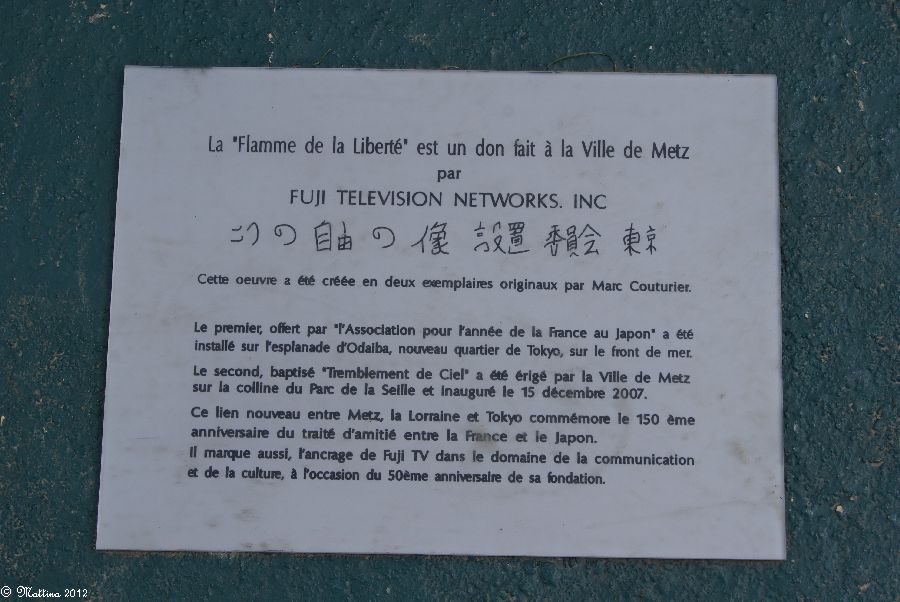 La "Flamme de la Liberté" est un don fait à la Ville de Metz
par
FUJI TELEVISION NETWORKS. INC
の 自由 の 像 設置 委員会 東京
Cette oeuvre a été créée en deux exemplaires originaux par Marc Couturier.
Le premier, offert par "l'Association pour l'année de la France au Japon" a été
installé sur l'esplanade d'Odaiba, nouveau quartier de Tokyo, sur le front de mer.
Le second, baptisé "Tremblement de Ciel" a été érigé par la Ville de Metz
sur la colline du Parc de la Seille et inauguré le 15 décembre 2007.
Ce lien nouveau entre Metz, la Lorraine et Tokyo commémore le 150 ème
anniversaire du traité d'amitié entre la France et le Japon.
Il marque aussi, l'ancrage de Fuji TV dans le domaine de la communication
et de la culture, à l'occasion du 50ème anniversaire de sa fondation.
© Mattina 2012